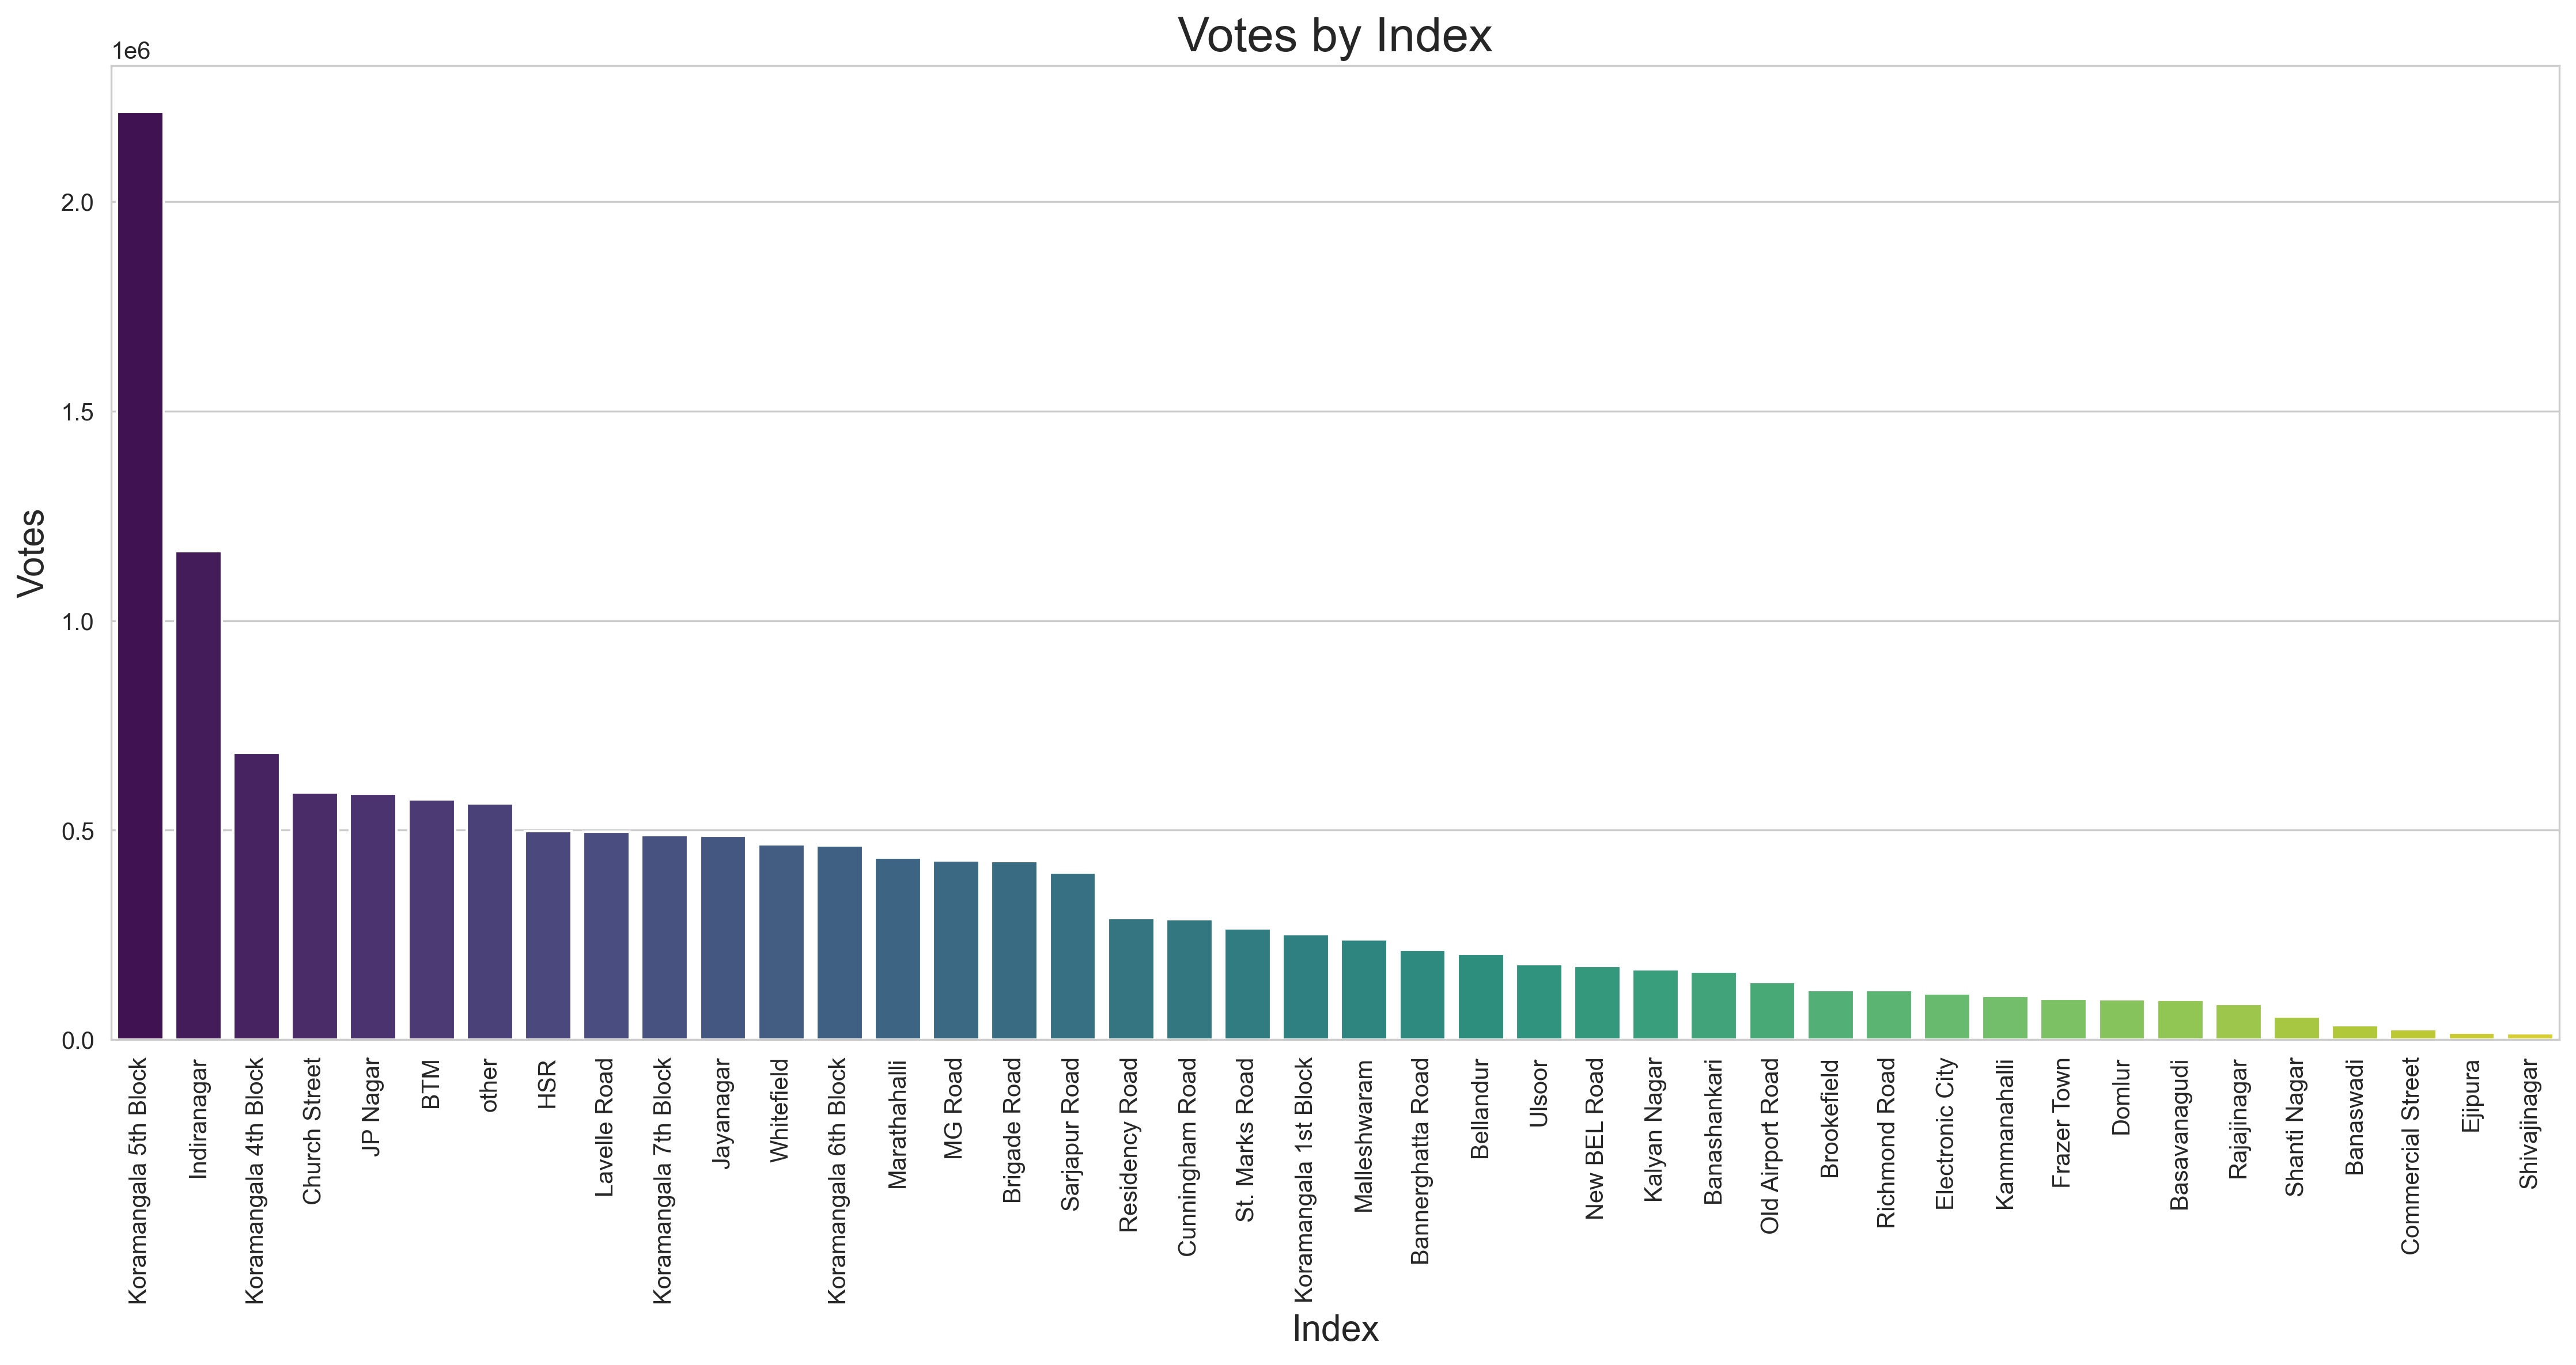 Votes by Index
1e6
2.0
1.5
1.0
0.5
0.0
Votes
Koramangala 5th Block
Indiranagar
Koramangala 4th Block
Church Street
JP Nagar
BTM
other
HSR
Lavelle Road
Koramangala 7th Block
Jayanagar
Whitefield
Koramangala 6th Block
Marathahalli
MG Road
Brigade Road
Sarjapur Road
Residency Road
Cunningham Road
St. Marks Road
Koramangala 1st Block
Malleshwaram
Bannerghatta Road
Bellandur
Ulsoor
New BEL Road
Kalyan Nagar
Banashankari
Old Airport Road
Brookefield
Richmond Road
Electronic City
Kammanahalli
Frazer Town
Domlur
Basavanagudi
Rajajinagar
Shanti Nagar
Banaswadi
Commercial Street
Ejipura
Shivajinagar
Index